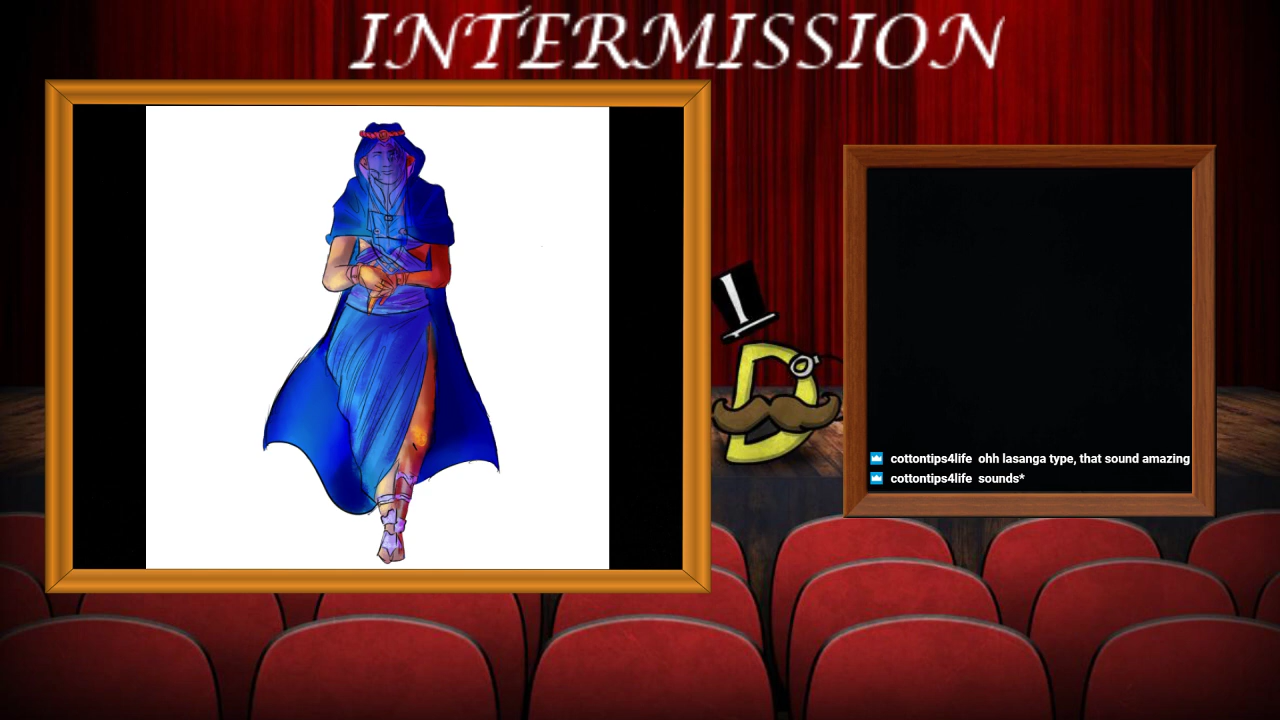 INTERMISSION
cottontips4life ohh lasanga type, that sound amazing
cottontips4life sounds*